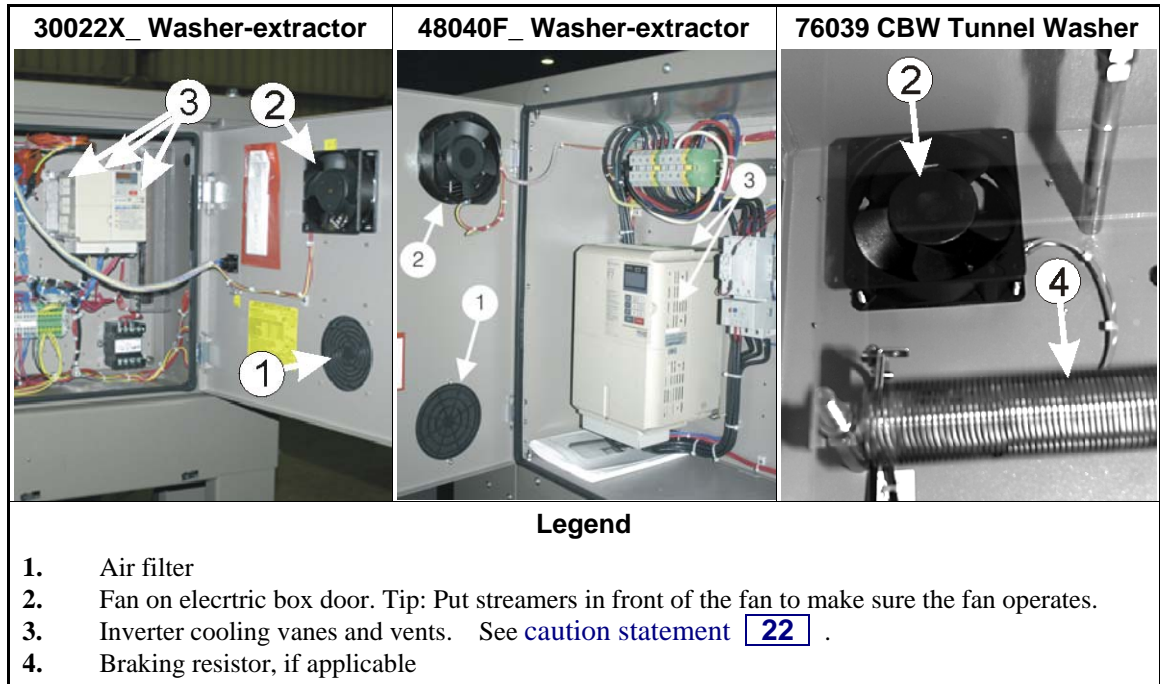 30022X_ Washer-extractor
48040F_ Washer-extractor
76039 CBW Tunnel Washer
3
2
1
2
1
3
2
4
Legend
1. Air filter
2. Fan on elecrtric box door. Tip: Put streamers in front of the fan to make sure the fan operates.
3. Inverter cooling vanes and vents. See caution statement 22 .
4. Braking resistor, if applicable